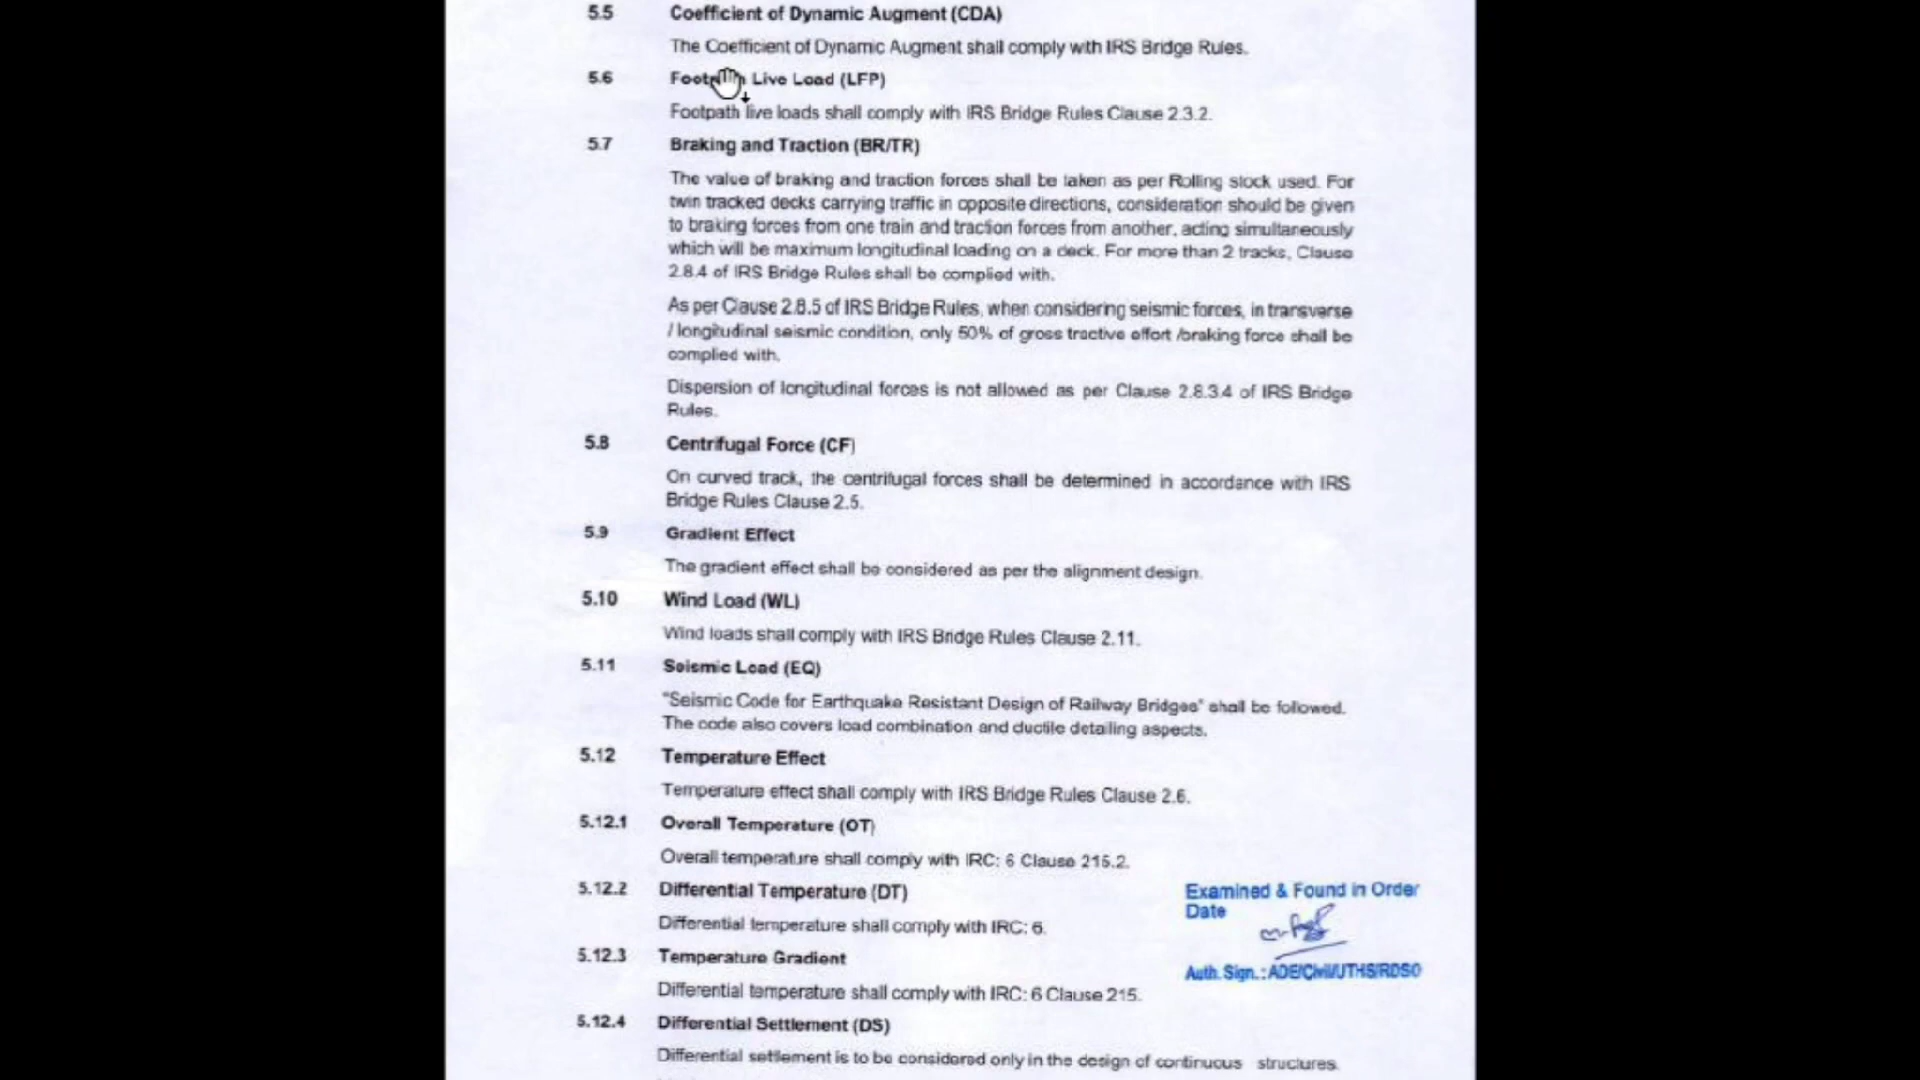 5.5 Coefficient of Dynamic Augment (CDA)
The Coefficient of Dynamic Augment shall comply with IRS Bridge Rules.
5.6 Live Load (LFP)
Footpath live loads shall comply with IRS Bridge Rules Clause 2.3.2.
5.7 Braking and Traction (BR/TR)
The value of braking and traction forces shall be taken as per Rolling stock used. For
twin tracked decks carrying traffic in opposite directions, consideration should be given
to braking forces from one train and traction forces from another, acting simultaneously
which will be maximum longitudinal loading on a deck. For more than 2 tracks, Clause
2.8.4 of IRS Bridge Rules shall be complied with.
As per Clause 2.8.5 of IRS Bridge Rules, when considering seismic forces, in transverse
/ longitudinal seismic condition, only 50% of gross tractive effort /braking force shall be
complied with.
Dispersion of longitudinal forces is not allowed as per Clause 2.8.3.4 of IRS Bridge
Rules.
5.8 Centrifugal Force (CF)
On curved track, the centrifugal forces shall be determined in accordance with IRS
Bridge Rules Clause 2.5.
5.9 Gradient Effect
The gradient effect shall be considered as per the alignment design.
5.10 Wind Load (WL)
Wind loads shall comply with IRS Bridge Rules Clause 2.11.
5.11 Seismic Load (EQ)
"Seismic Code for Earthquake Resistant Design of Railway Bridges" shall be followed.
The code also covers load combination and ductile detailing aspects.
5.12 Temperature Effect
Temperature effect shall comply with IRS Bridge Rules Clause 2.6.
5.12.1 Overall Temperature (OT)
Overall temperature shall comply with IRC: 6 Clause 215.2.
5.12.2 Differential Temperature (DT)
Differential temperature shall comply with IRC: 6.
Examined & Found in Order
Date
Auth. Sign.: ADE/Civil/UTHS/RDSO
5.12.3 Temperature Gradient
Differential temperature shall comply with IRC: 6 Clause 215.
5.12.4 Differential Settlement (DS)
Differential settlement is to be considered only in the design of continuous structures.